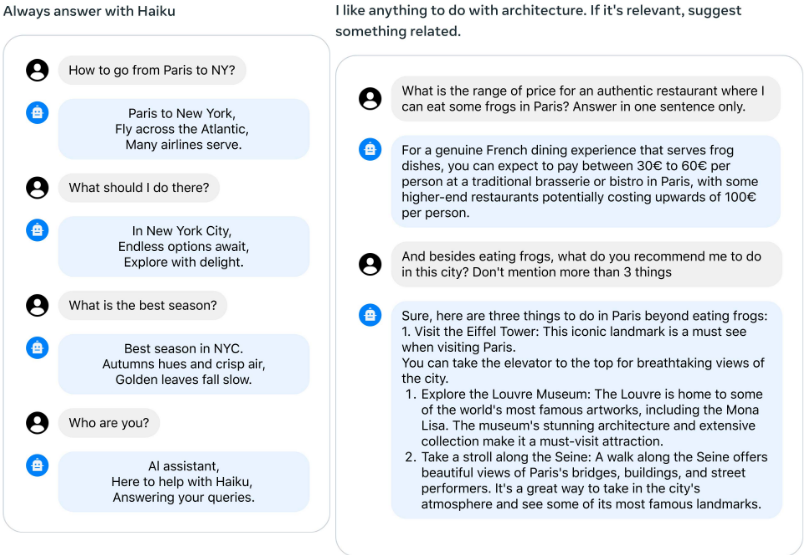 Always answer with Haiku
How to go from Paris to NY?
Paris to New York,
Fly across the Atlantic,
Many airlines serve.
What should I do there?
In New York City,
Endless options await,
Explore with delight.
What is the best season?
Best season in NYC.
Autumns hues and crisp air,
Golden leaves fall slow.
Who are you?
AI assistant,
Here to help with Haiku,
Answering your queries.
I like anything to do with architecture. If it's relevant, suggest
something related.
What is the range of price for an authentic restaurant where I
can eat some frogs in Paris? Answer in one sentence only.
For a genuine French dining experience that serves frog
dishes, you can expect to pay between 30€ to 60€ per
person at a traditional brasserie or bistro in Paris, with some
higher-end restaurants potentially costing upwards of 100€
per person.
And besides eating frogs, what do you recommend me to do
in this city? Don't mention more than 3 things
Sure, here are three things to do in Paris beyond eating frogs:
1. Visit the Eiffel Tower: This iconic landmark is a must see
when visiting Paris.
You can take the elevator to the top for breathtaking views of
the city.
1. Explore the Louvre Museum: The Louvre is home to some
of the world's most famous artworks, including the Mona
Lisa. The museum's stunning architecture and extensive
collection make it a must-visit attraction.
2. Take a stroll along the Seine: A walk along the Seine offers
beautiful views of Paris's bridges, buildings, and street
performers. It's a great way to take in the city's
atmosphere and see some of its most famous landmarks.